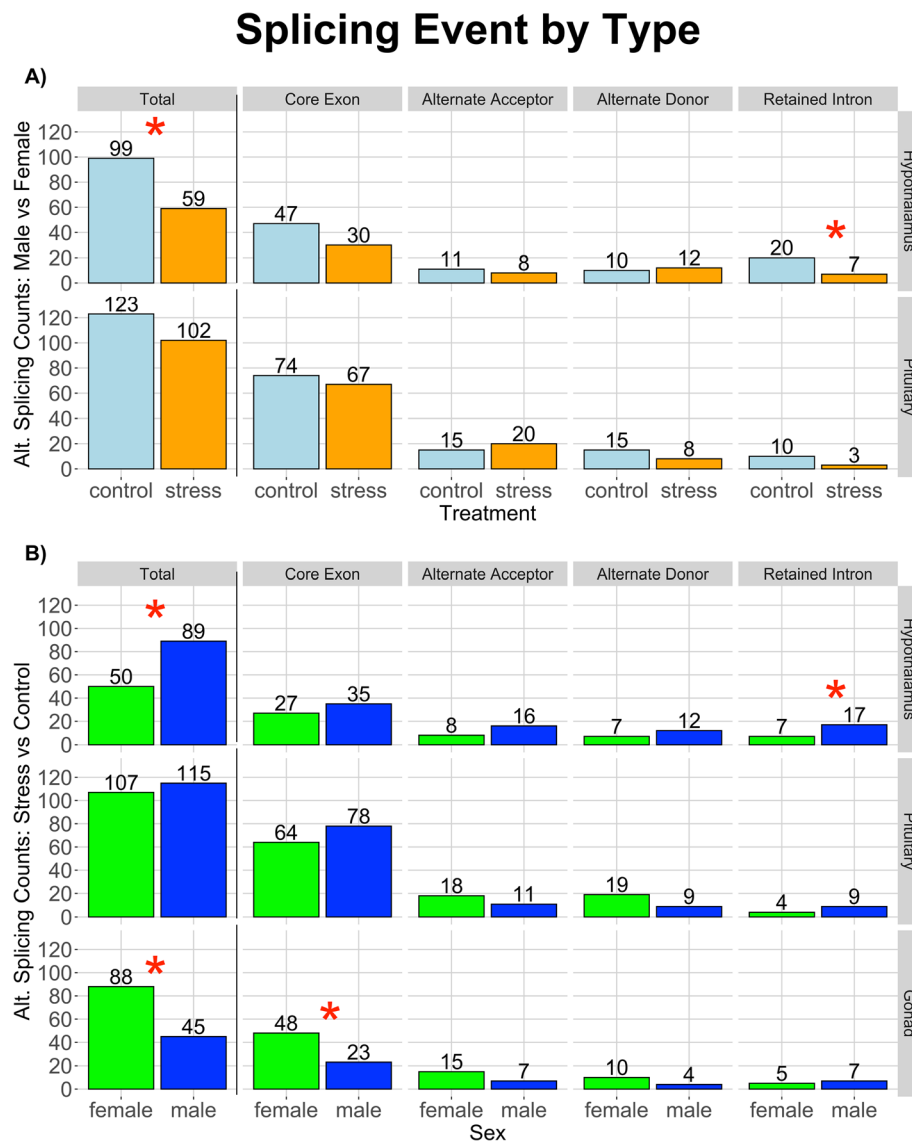 Splicing Event by Type
A)
Total Core Exon Alternate Acceptor Alternate Donor Retained Intron
Alt. Splicing Counts: Male vs Female
Hypothalamus
120
100
80
60
40
20
0
* *
99 59 47 30 11 8 10 12 20 7
Pituitary
120
100
80
60
40
20
0
123 102 74 67 15 20 15 8 10 3
control stress control stress control stress control stress control stress
Treatment
B)
Total Core Exon Alternate Acceptor Alternate Donor Retained Intron
Alt. Splicing Counts: Stress vs Control
Hypothalamus
120
100
80
60
40
20
0
* *
50 89 27 35 8 16 7 12 7 17
Pituitary
120
100
80
60
40
20
0
107 115 64 78 18 11 19 9 4 9
Gonad
120
100
80
60
40
20
0
* *
88 45 48 23 15 7 10 4 5 7
female male female male female male female male female male
Sex